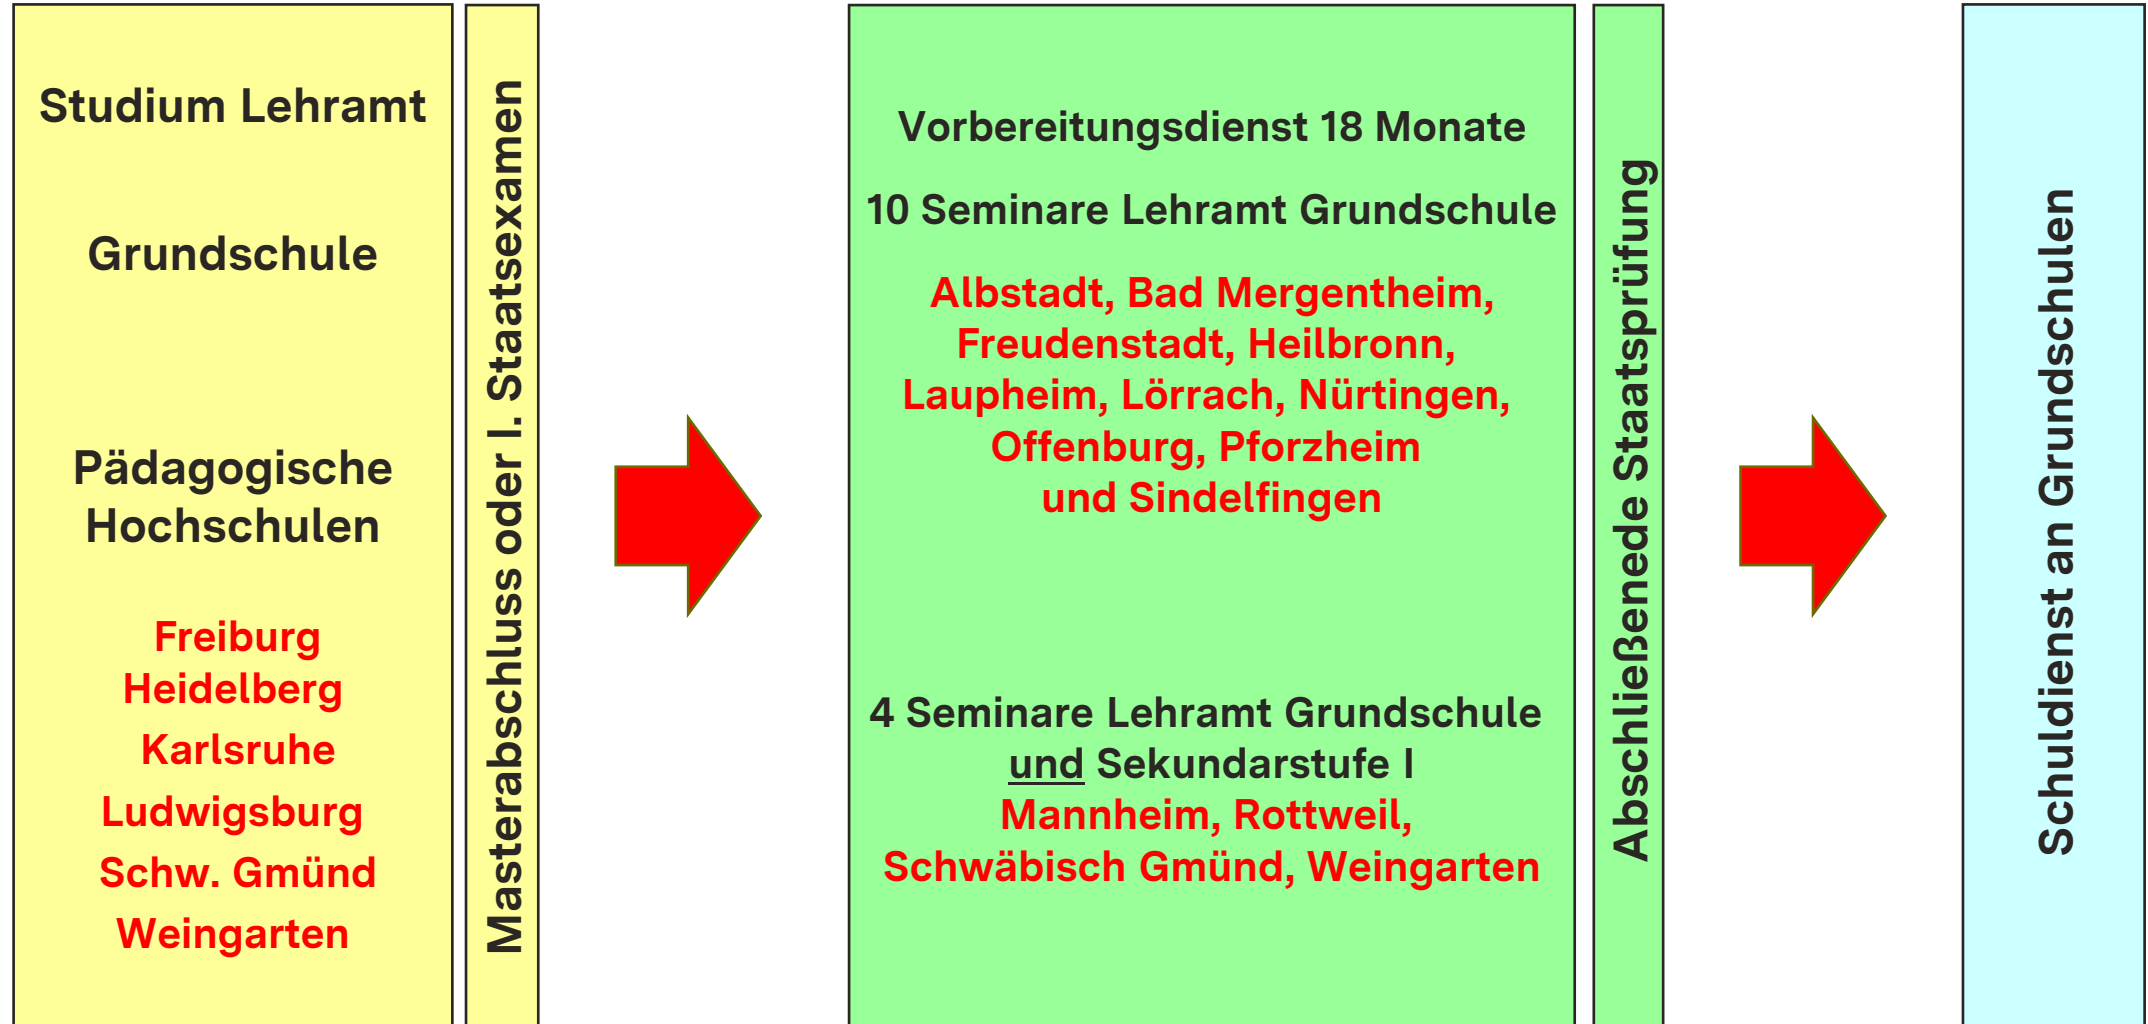 Studium Lehramt
Grundschule
Pädagogische
Hochschulen
Freiburg
Heidelberg
Karlsruhe
Ludwigsburg
Schw. Gmünd
Weingarten
Masterabschluss oder I. Staatsexamen
Vorbereitungsdienst 18 Monate
10 Seminare Lehramt Grundschule
Albstadt, Bad Mergentheim,
Freudenstadt, Heilbronn,
Laupheim, Lörrach, Nürtingen,
Offenburg, Pforzheim
und Sindelfingen
4 Seminare Lehramt Grundschule
und Sekundarstufe I
Mannheim, Rottweil,
Schwäbisch Gmünd, Weingarten
Abschließenede Staatsprüfung
Schuldienst an Grundschulen